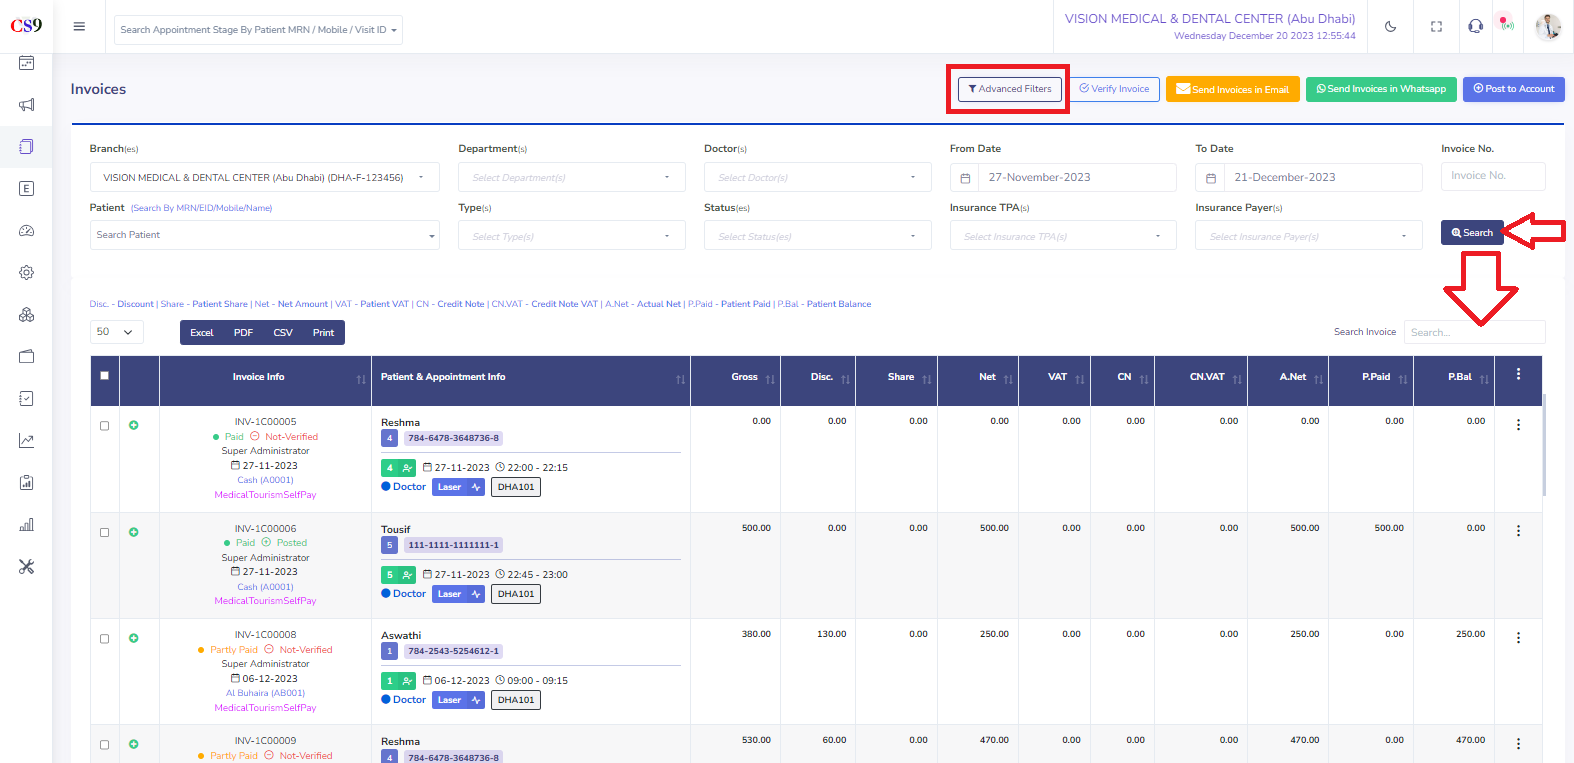 CS9
Search Appointment Stage By Patient MRN / Mobile / Visit ID
VISION MEDICAL & DENTAL CENTER (Abu Dhabi)
Wednesday December 20 2023 12:55:44
Invoices
Advanced Filters
Verify Invoice
Send Invoices in Email
Send Invoices in Whatsapp
Post to Account
Branch(es)
Department(s)
Doctor(s)
From Date
To Date
Invoice No.
VISION MEDICAL & DENTAL CENTER (Abu Dhabi) (DHA-F-123456)
Select Department(s)
Select Doctor(s)
27-November-2023
21-December-2023
Invoice No.
Patient (Search By MRN/EID/Mobile/Name)
Type(s)
Status(es)
Insurance TPA(s)
Insurance Payer(s)
Search Patient
Select Type(s)
Select Status(es)
Select Insurance TPA(s)
Select Insurance Payer(s)
Search
Disc. - Discount | Share - Patient Share | Net - Net Amount | VAT - Patient VAT | CN - Credit Note | CN.VAT - Credit Note VAT | A.Net - Actual Net | P.Paid - Patient Paid | P.Bal - Patient Balance
50
Excel PDF CSV Print
Search Invoice
Search...
Invoice Info Patient & Appointment Info Gross Disc. Share Net VAT CN CN.VAT A.Net P.Paid P.Bal
INV-1C00005
Paid Not-Verified
Super Administrator
27-11-2023
Cash (A0001)
MedicalTourismSelfPay
Reshma
4 784-6478-3648736-8
4 27-11-2023 22:00 - 22:15
Doctor Laser DHA101
0.00 0.00 0.00 0.00 0.00 0.00 0.00 0.00 0.00 0.00
INV-1C00006
Paid Posted
Super Administrator
27-11-2023
Cash (A0001)
MedicalTourismSelfPay
Tousif
5 111-1111-1111111-1
5 27-11-2023 22:45 - 23:00
Doctor Laser DHA101
500.00 0.00 0.00 500.00 0.00 0.00 0.00 500.00 500.00 0.00
INV-1C00008
Partly Paid Not-Verified
Super Administrator
06-12-2023
Al Buhaira (AB001)
MedicalTourismSelfPay
Aswathi
1 784-2543-5254612-1
1 06-12-2023 09:00 - 09:15
Doctor Laser DHA101
380.00 130.00 0.00 250.00 0.00 0.00 0.00 250.00 0.00 250.00
INV-1C00009
Partly Paid Not-Verified
Reshma
4 784-6478-3648736-8
530.00 60.00 0.00 470.00 0.00 0.00 0.00 470.00 0.00 470.00